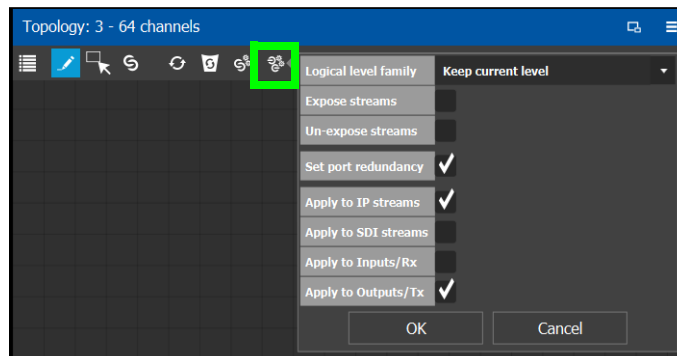 Topology: 3 - 64 channels
Logical level family Keep current level
Expose streams
Un-expose streams
Set port redundancy
Apply to IP streams
Apply to SDI streams
Apply to Inputs/Rx
Apply to Outputs/Tx
OK Cancel